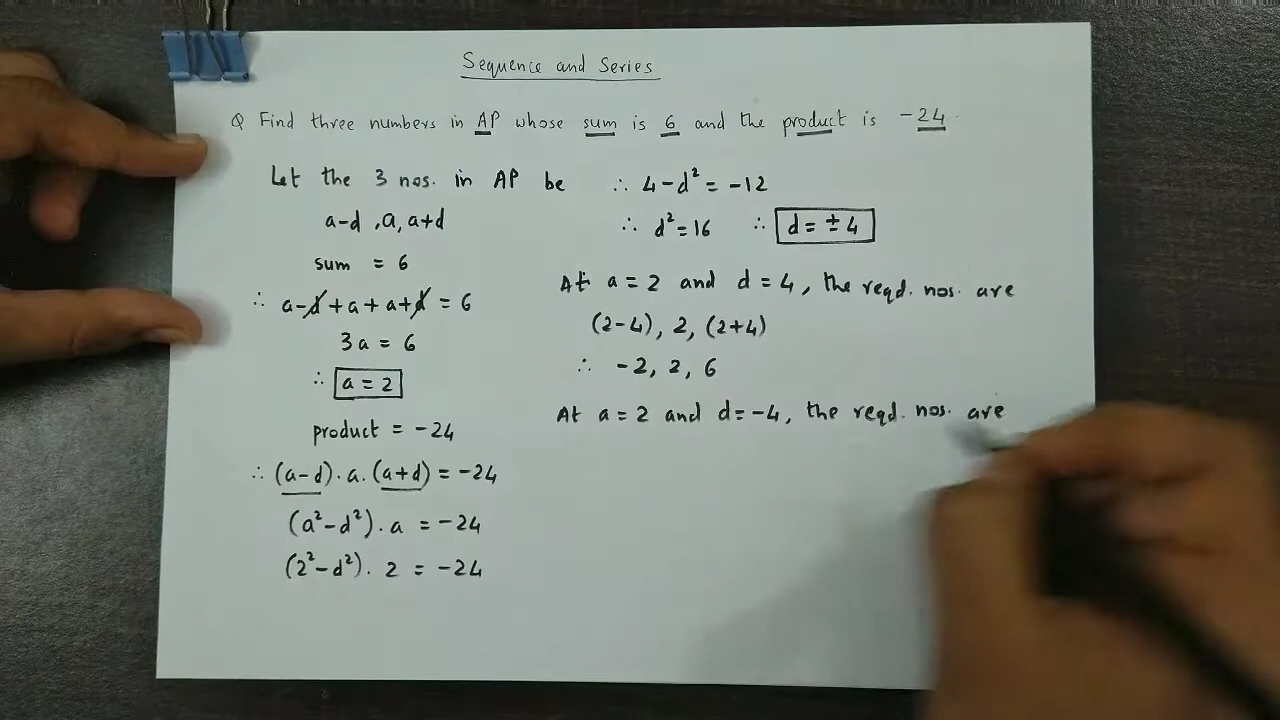 Sequence and Series
Q Find three numbers in AP whose sum is 6 and the product is -24.
Let the 3 nos. in AP be
a-d, a, a+d
sum = 6
∴ a-d+a+a+d = 6
3a = 6
∴ a = 2
product = -24
∴ (a-d).a.(a+d) = -24
(a²-d²).a = -24
(2²-d²).2 = -24
∴ 4-d² = -12
∴ d² = 16 ∴ d = ±4
At a = 2 and d = 4, the reqd. nos. are
(2-4), 2, (2+4)
∴ -2, 2, 6
At a = 2 and d = -4, the reqd. nos. are